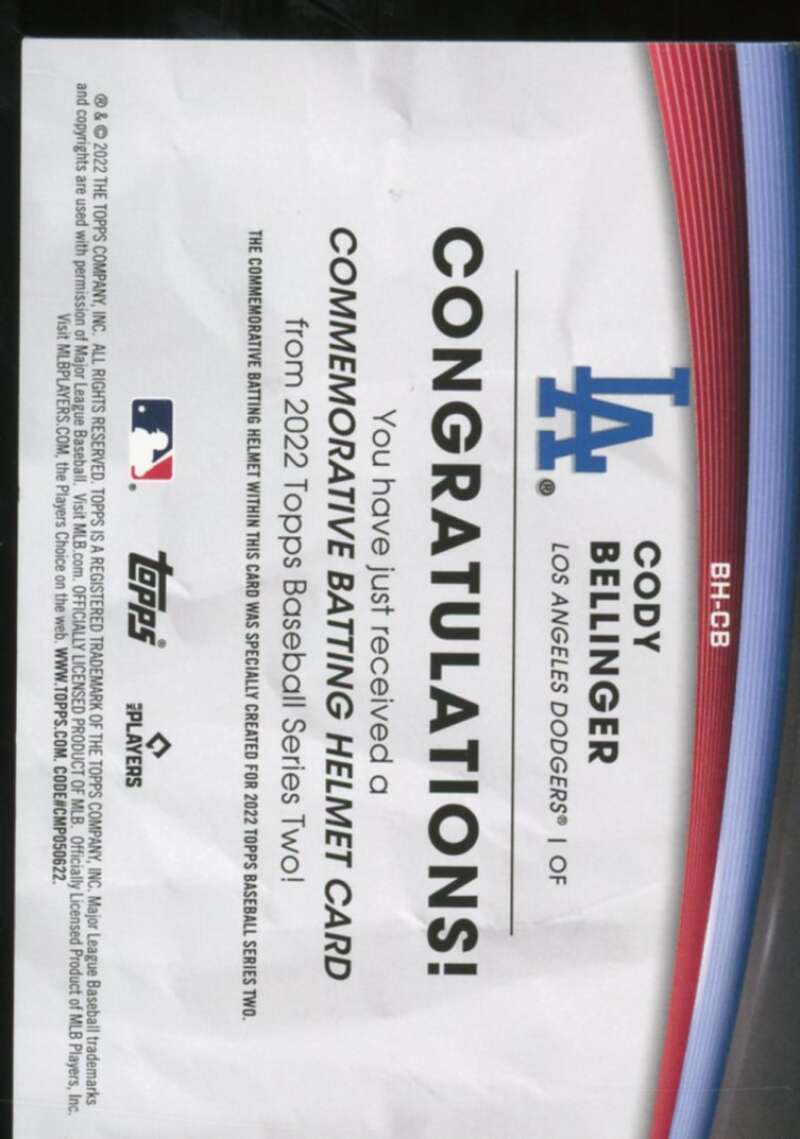 BH-CB
LA®
CODY
BELLINGER
LOS ANGELES DODGERS® | OF
CONGRATULATIONS!
You have just received a
COMMEMORATIVE BATTING HELMET CARD
from 2022 Topps Baseball Series Two!
THE COMMEMORATIVE BATTING HELMET WITHIN THIS CARD WAS SPECIALLY CREATED FOR 2022 TOPPS BASEBALL SERIES TWO.
® topps® MLB PLAYERS
® & © 2022 THE TOPPS COMPANY, INC. ALL RIGHTS RESERVED. TOPPS IS A REGISTERED TRADEMARK OF THE TOPPS COMPANY, INC. Major League Baseball trademarks
and copyrights are used with permission of Major League Baseball. Visit MLB.com. OFFICIALLY LICENSED PRODUCT OF MLB. Officially Licensed Product of MLB Players, Inc.
Visit MLBPLAYERS.COM, the Players Choice on the web. WWW.TOPPS.COM. CODE#CMP050622.